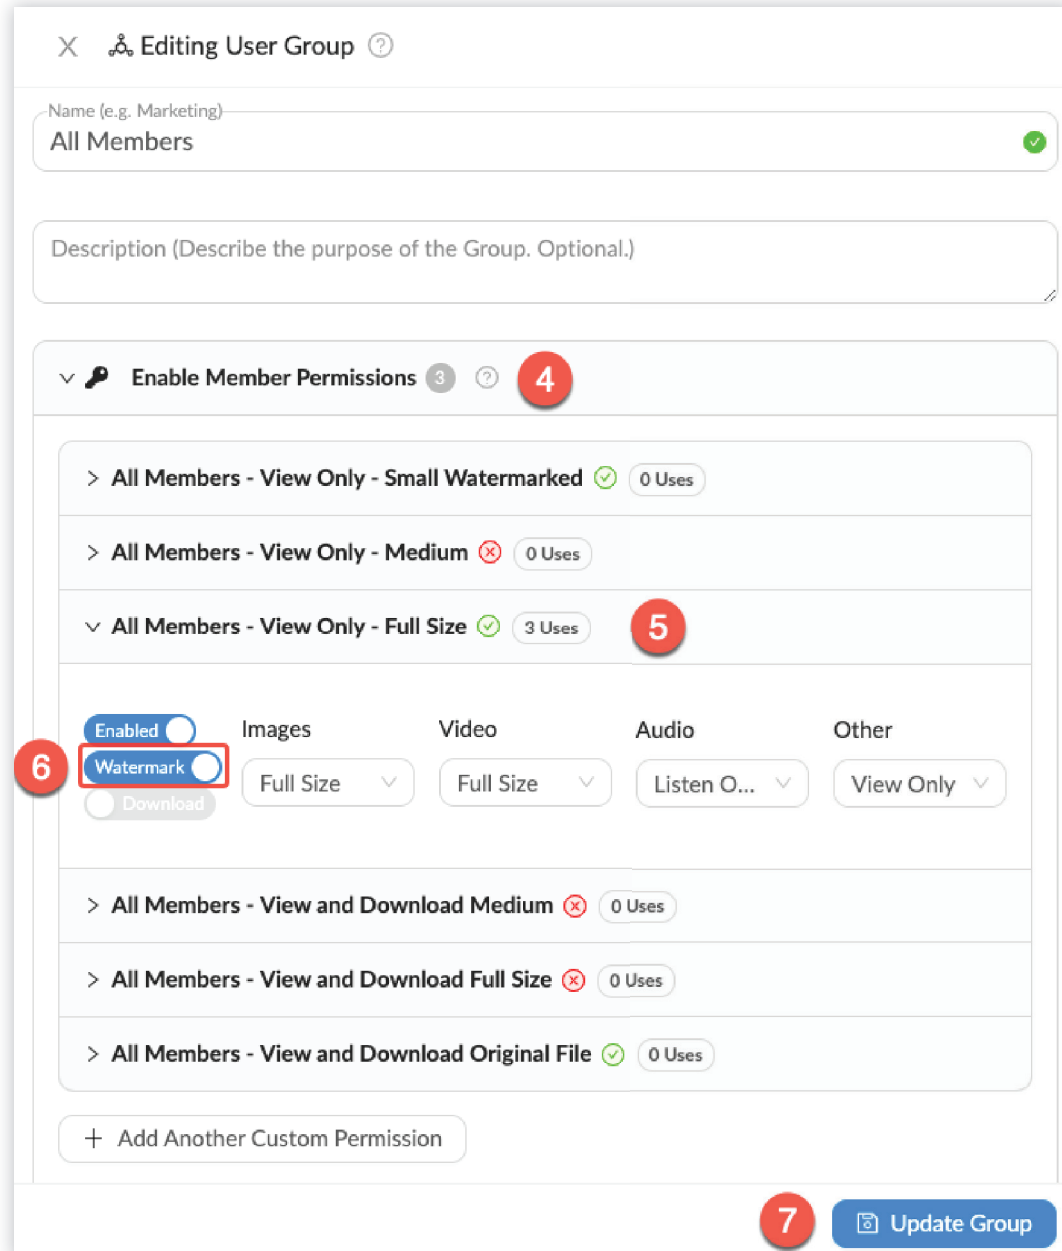 Editing User Group ?
Name (e.g. Marketing)
All Members
Description (Describe the purpose of the Group. Optional.)
Enable Member Permissions 3 ? 4
All Members - View Only - Small Watermarked 0 Uses
All Members - View Only - Medium 0 Uses
All Members - View Only - Full Size 3 Uses 5
Enabled Images Video Audio Other
6 Watermark Full Size Full Size Listen O... View Only
Download
All Members - View and Download Medium 0 Uses
All Members - View and Download Full Size 0 Uses
All Members - View and Download Original File 0 Uses
+ Add Another Custom Permission
7 Update Group